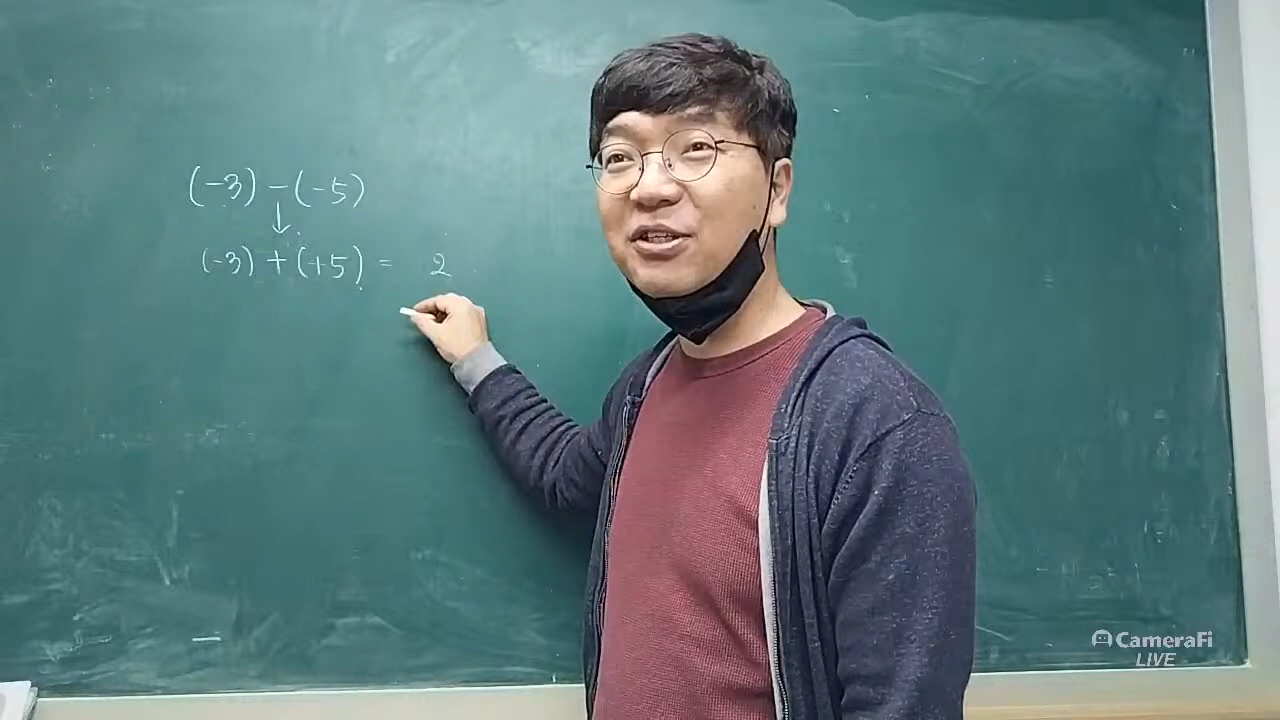 (-3) - (-5)
↓
(-3) + (+5) = 2
CameraFi
LIVE